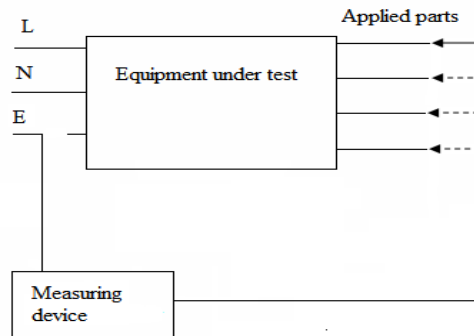 Applied parts
L
Equipment under test
N
E
Measuring
device